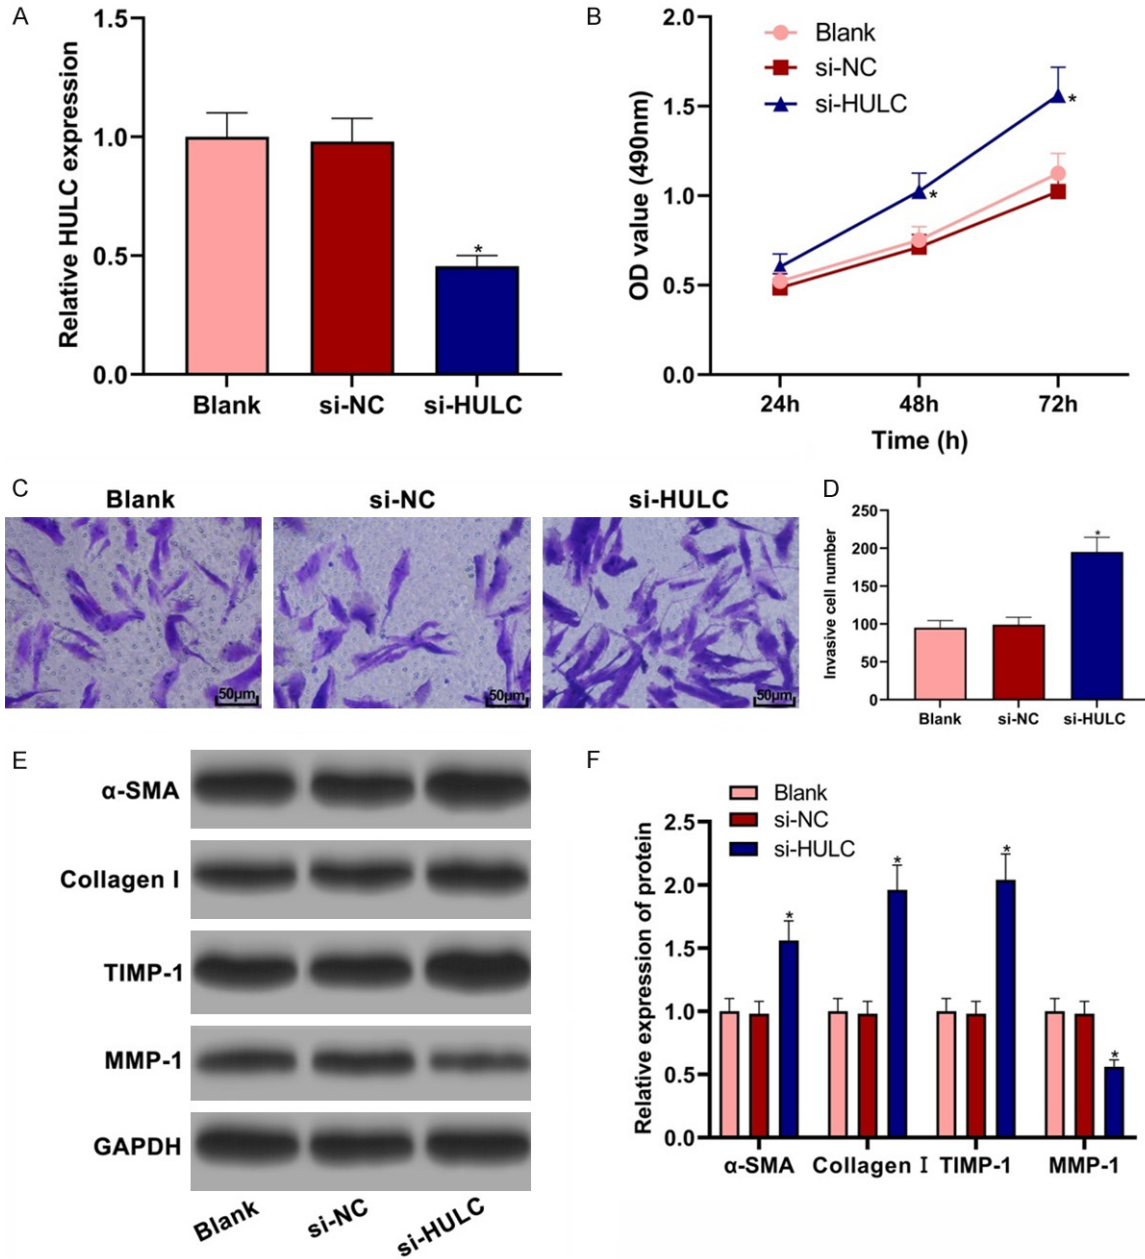 A
Relative HULC expression
1.5
1.0
0.5
0.0
*
Blank
si-NC
si-HULC
B
OD value (490nm)
2.0
1.5
1.0
0.5
0.0
Blank
si-NC
si-HULC
*
*
24h
48h
72h
Time (h)
C
Blank
si-NC
si-HULC
50μm
50μm
50μm
D
Invasive cell number
250
200
150
100
50
0
*
Blank
si-NC
si-HULC
E
α-SMA
Collagen I
TIMP-1
MMP-1
GAPDH
Blank
si-NC
si-HULC
F
Relative expression of protein
Blank
si-NC
si-HULC
2.5
2.0
1.5
1.0
0.5
0.0
*
*
*
*
α-SMA
Collagen Ⅰ
TIMP-1
MMP-1